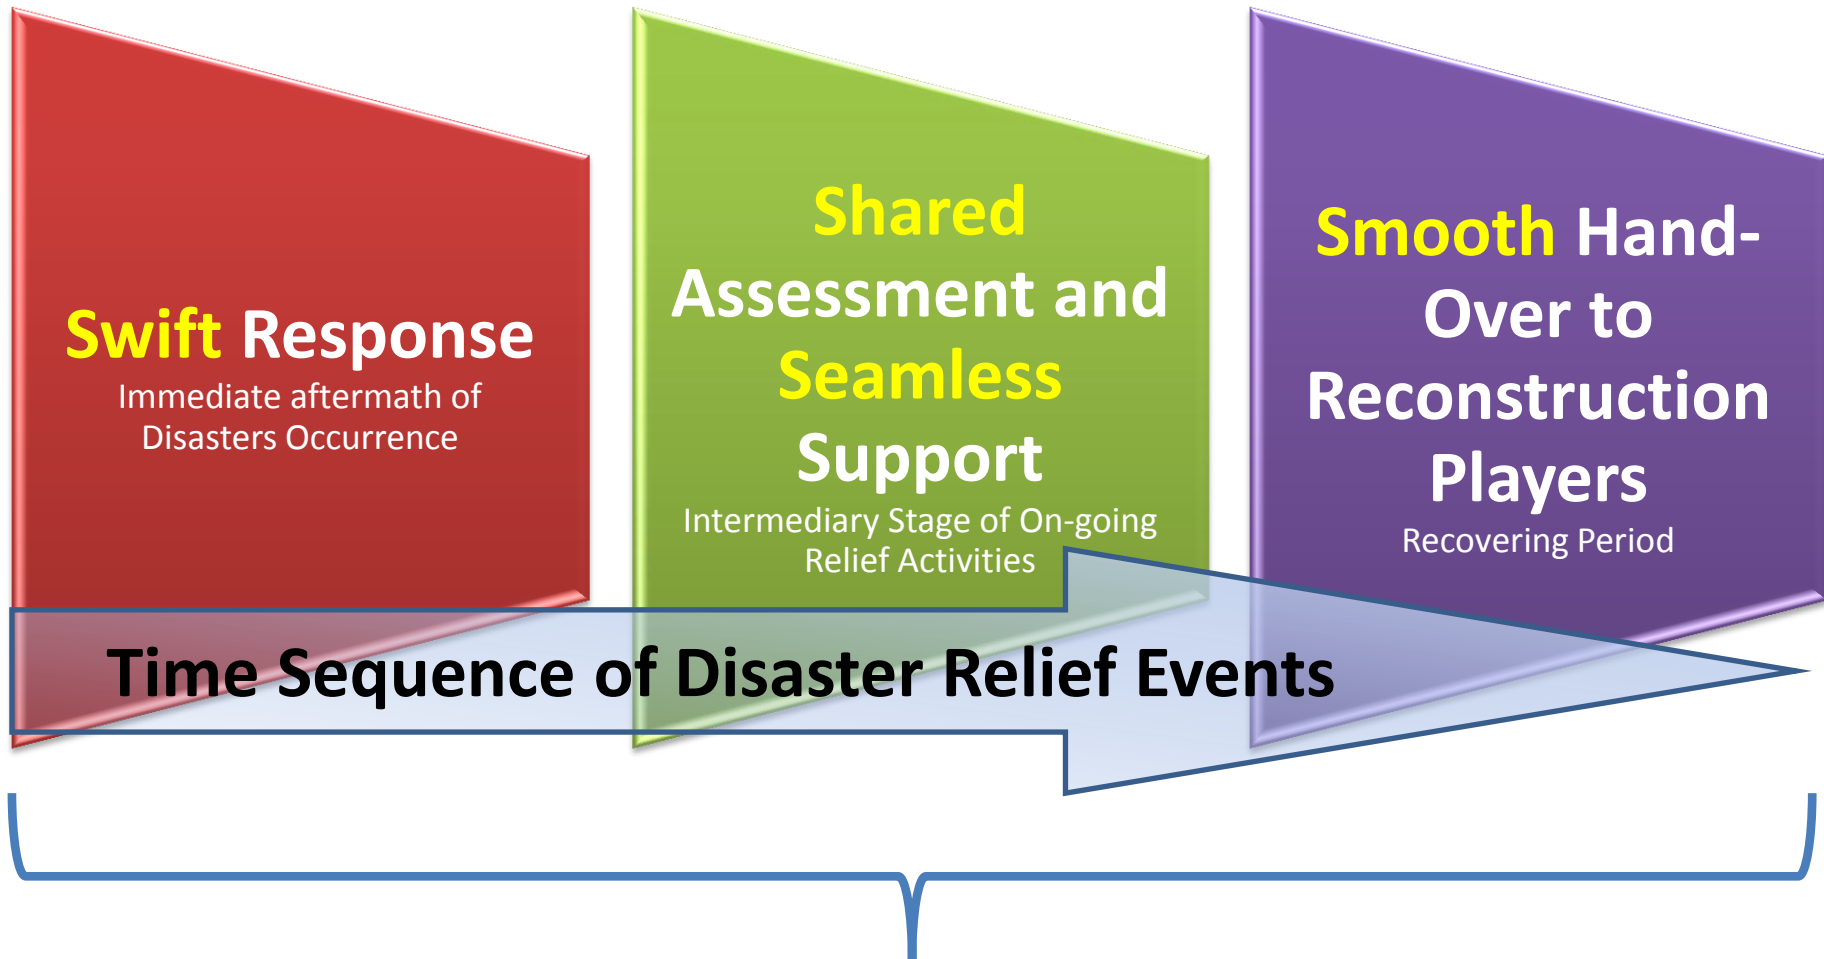 Swift Response
Immediate aftermath of
Disasters Occurrence
Shared
Assessment and
Seamless
Support
Intermediary Stage of On-going
Relief Activities
Smooth Hand-
Over to
Reconstruction
Players
Recovering Period
Time Sequence of Disaster Relief Events